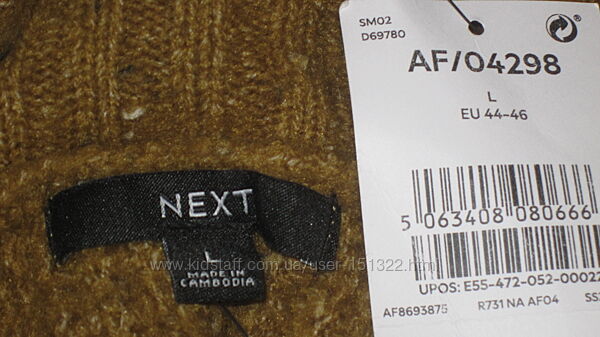 NEXT
L
MADE IN
CAMBODIA
SM02
D69780
AF/04298
L
EU 44-46
5 063408 080666
UPOS: E55-472-052-00022
AF8693875 R731 NA AF04
www.kidstaff.com.ua/user-151322.html